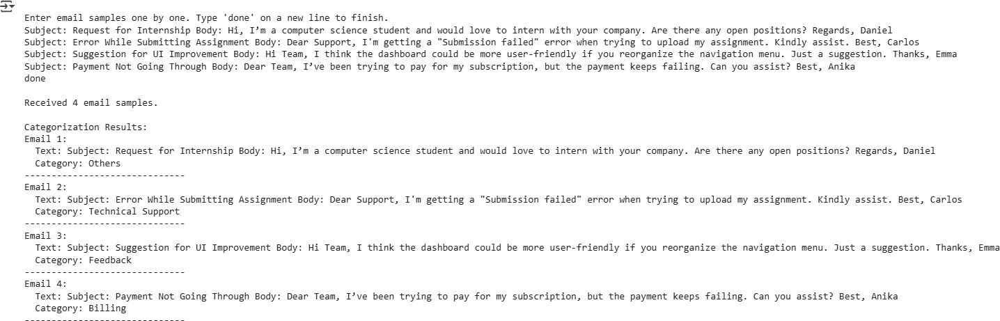 Enter email samples one by one. Type 'done' on a new line to finish.
Subject: Request for Internship Body: Hi, I’m a computer science student and would love to intern with your company. Are there any open positions? Regards, Daniel
Subject: Error While Submitting Assignment Body: Dear Support, I'm getting a "Submission failed" error when trying to upload my assignment. Kindly assist. Best, Carlos
Subject: Suggestion for UI Improvement Body: Hi Team, I think the dashboard could be more user-friendly if you reorganize the navigation menu. Just a suggestion. Thanks, Emma
Subject: Payment Not Going Through Body: Dear Team, I’ve been trying to pay for my subscription, but the payment keeps failing. Can you assist? Best, Anika
done
Received 4 email samples.
Categorization Results:
Email 1:
Text: Subject: Request for Internship Body: Hi, I’m a computer science student and would love to intern with your company. Are there any open positions? Regards, Daniel
Category: Others
------------------------------
Email 2:
Text: Subject: Error While Submitting Assignment Body: Dear Support, I'm getting a "Submission failed" error when trying to upload my assignment. Kindly assist. Best, Carlos
Category: Technical Support
------------------------------
Email 3:
Text: Subject: Suggestion for UI Improvement Body: Hi Team, I think the dashboard could be more user-friendly if you reorganize the navigation menu. Just a suggestion. Thanks, Emma
Category: Feedback
------------------------------
Email 4:
Text: Subject: Payment Not Going Through Body: Dear Team, I’ve been trying to pay for my subscription, but the payment keeps failing. Can you assist? Best, Anika
Category: Billing
------------------------------